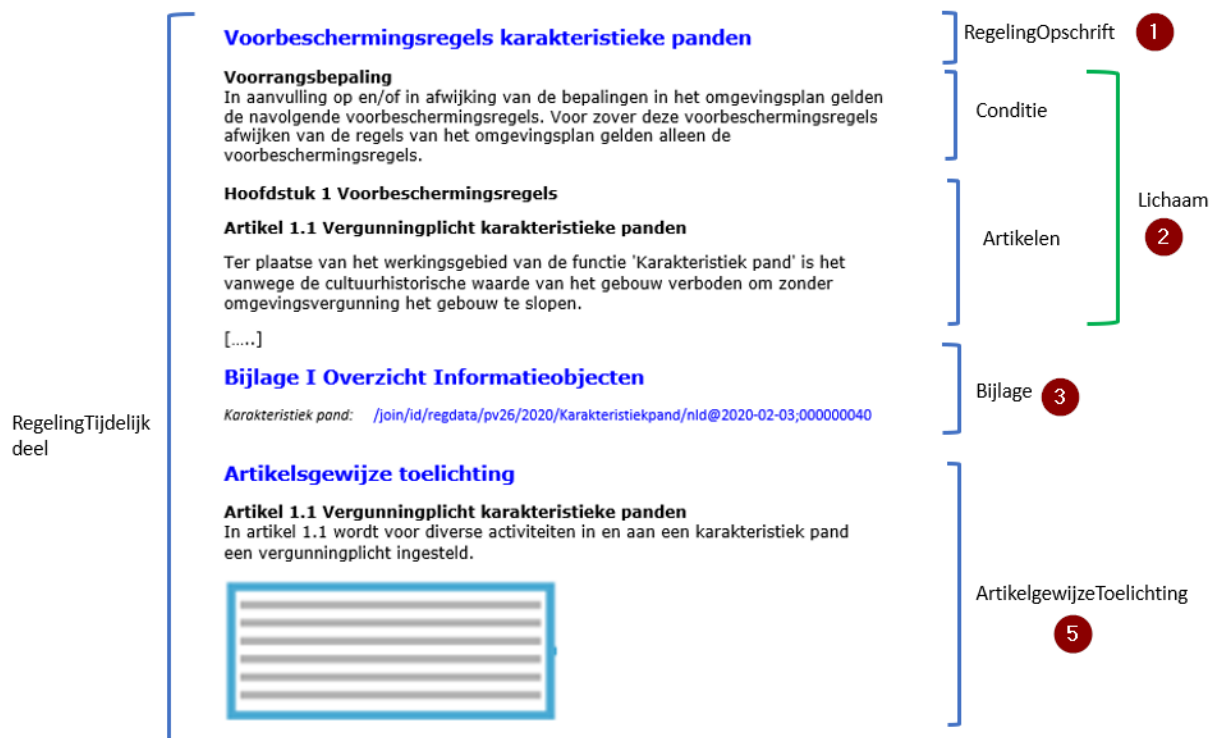 Voorbeschermingsregels karakteristieke panden
RegelingOpschrift
1
Voorrangsbepaling
In aanvulling op en/of in afwijking van de bepalingen in het omgevingsplan gelden
de navolgende voorbeschermingsregels. Voor zover deze voorbeschermingsregels
afwijken van de regels van het omgevingsplan gelden alleen de
voorbeschermingsregels.
Conditie
Hoofdstuk 1 Voorbeschermingsregels
Artikel 1.1 Vergunningplicht karakteristieke panden
Ter plaatse van het werkingsgebied van de functie 'Karakteristiek pand' is het
vanwege de cultuurhistorische waarde van het gebouw verboden om zonder
omgevingsvergunning het gebouw te slopen.
[.....]
Artikelen
Lichaam
2
Bijlage I Overzicht Informatieobjecten
Karakteristiek pand: /join/id/regdata/pv26/2020/Karakteristiekpand/nld@2020-02-03;000000040
Bijlage
3
RegelingTijdelijk
deel
Artikelsgewijze toelichting
Artikel 1.1 Vergunningplicht karakteristieke panden
In artikel 1.1 wordt voor diverse activiteiten in en aan een karakteristiek pand
een vergunningplicht ingesteld.
ArtikelgewijzeToelichting
5